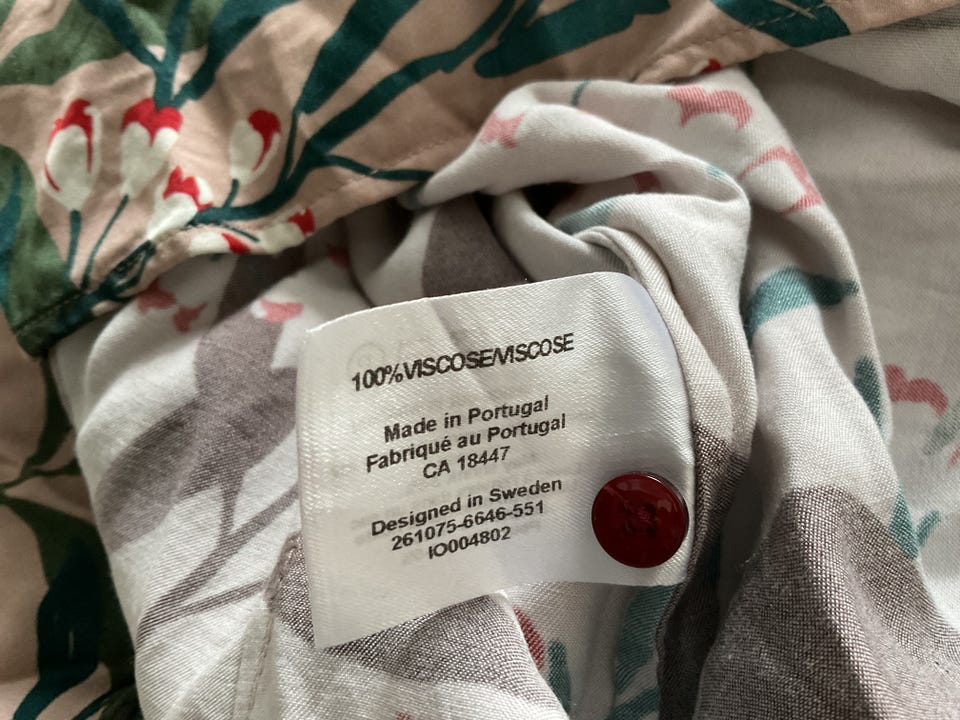 100%VISCOSE/VISCOSE
Made in Portugal
Fabriqué au Portugal
CA 18447
Designed in Sweden
261075-6646-551
IO004802